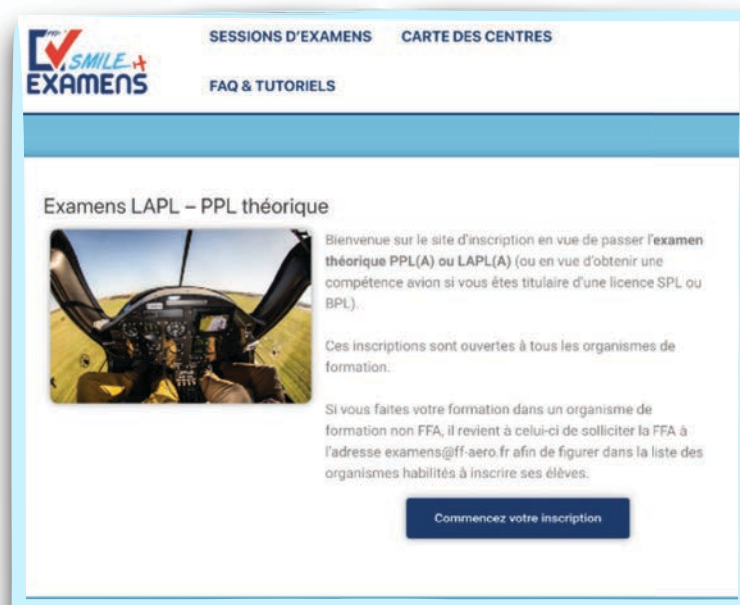 SMILE
EXAMENS
SESSIONS D'EXAMENS
CARTE DES CENTRES
FAQ & TUTORIELS
Examens LAPL – PPL théorique
Bienvenue sur le site d'inscription en vue de passer l'examen
théorique PPL(A) ou LAPL(A) (ou en vue d'obtenir une
compétence avion si vous êtes titulaire d'une licence SPL ou
BPL).
Ces inscriptions sont ouvertes à tous les organismes de
formation.
Si vous faites votre formation dans un organisme de
formation non FFA, il revient à celui-ci de solliciter la FFA à
l'adresse examens@ff-aero.fr afin de figurer dans la liste des
organismes habilités à inscrire ses élèves.
Commencez votre inscription